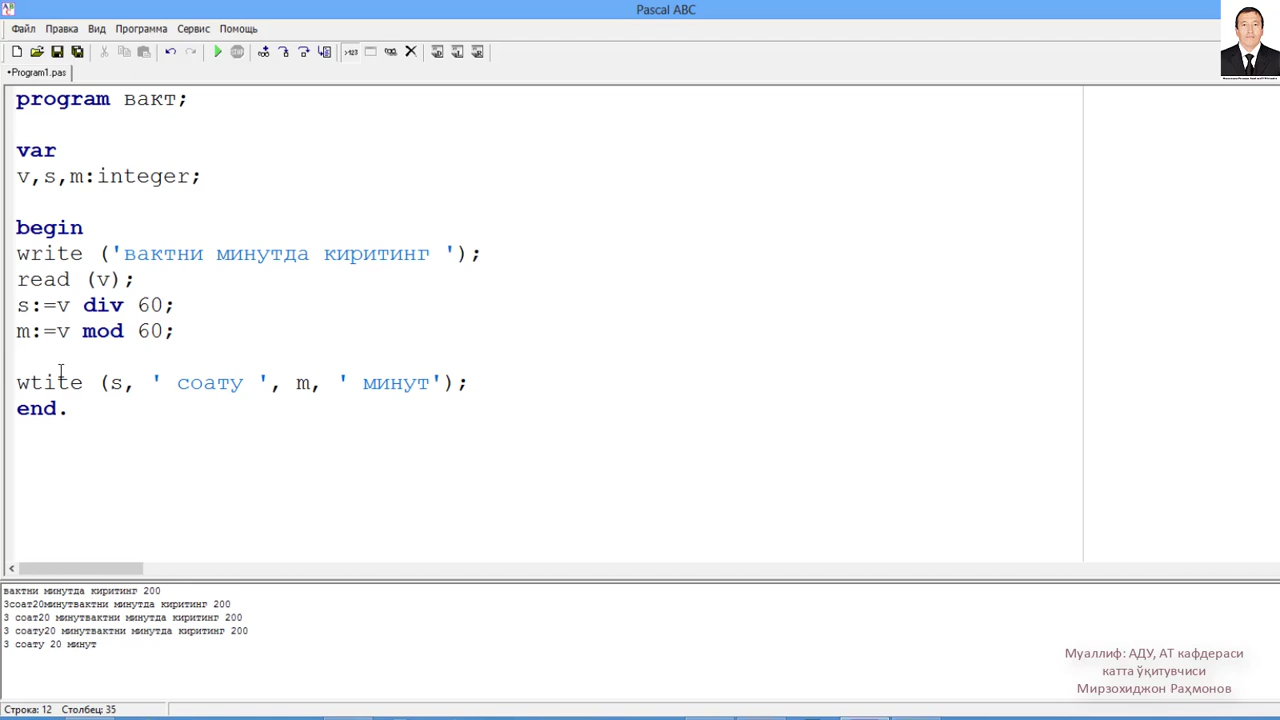 Pascal ABC
Файл Правка Вид Программа Сервис Помощь
•Program1.pas
program вакт;
var
v,s,m:integer;
begin
write ('вактни минутда киритинг ');
read (v);
s:=v div 60;
m:=v mod 60;
wtite (s, ' соату ', m, ' минут');
end.
вактни минутда киритинг 200
3соат20минутвактни минутда киритинг 200
3 соат20 минутвактни минутда киритинг 200
3 соату20 минутвактни минутда киритинг 200
3 соату 20 минут
Муаллиф: АДУ, АТ кафдераси
катта ўқитувчиси
Мирзохиджон Раҳмонов
Строка: 12 Столбец: 35